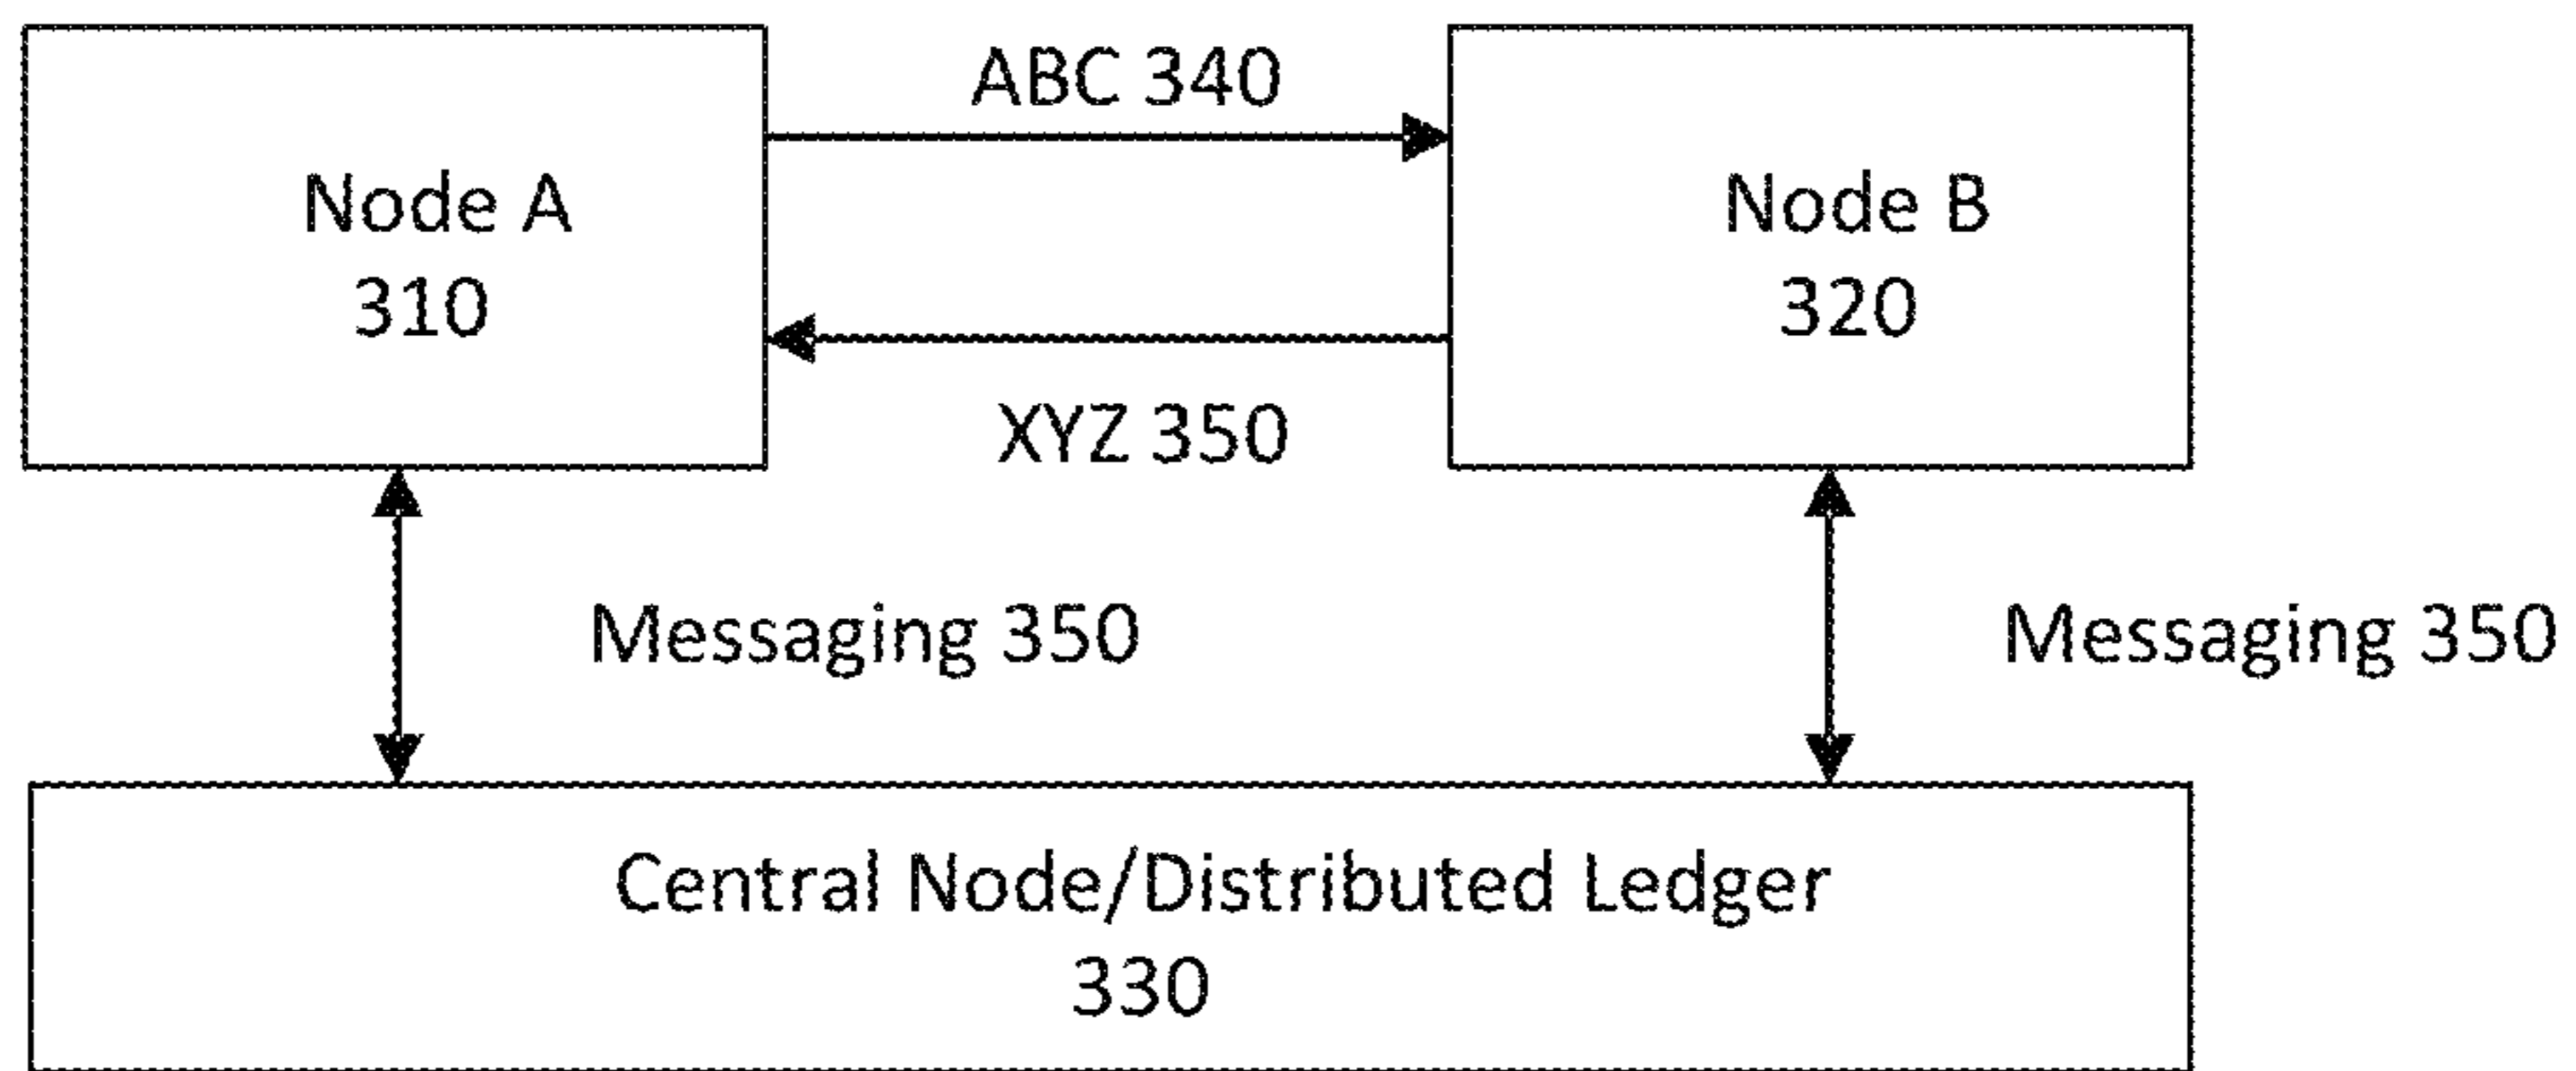 ABC 340
Node A
310
Node B
320
XYZ 350
Messaging 350
Messaging 350
Central Node/Distributed Ledger
330